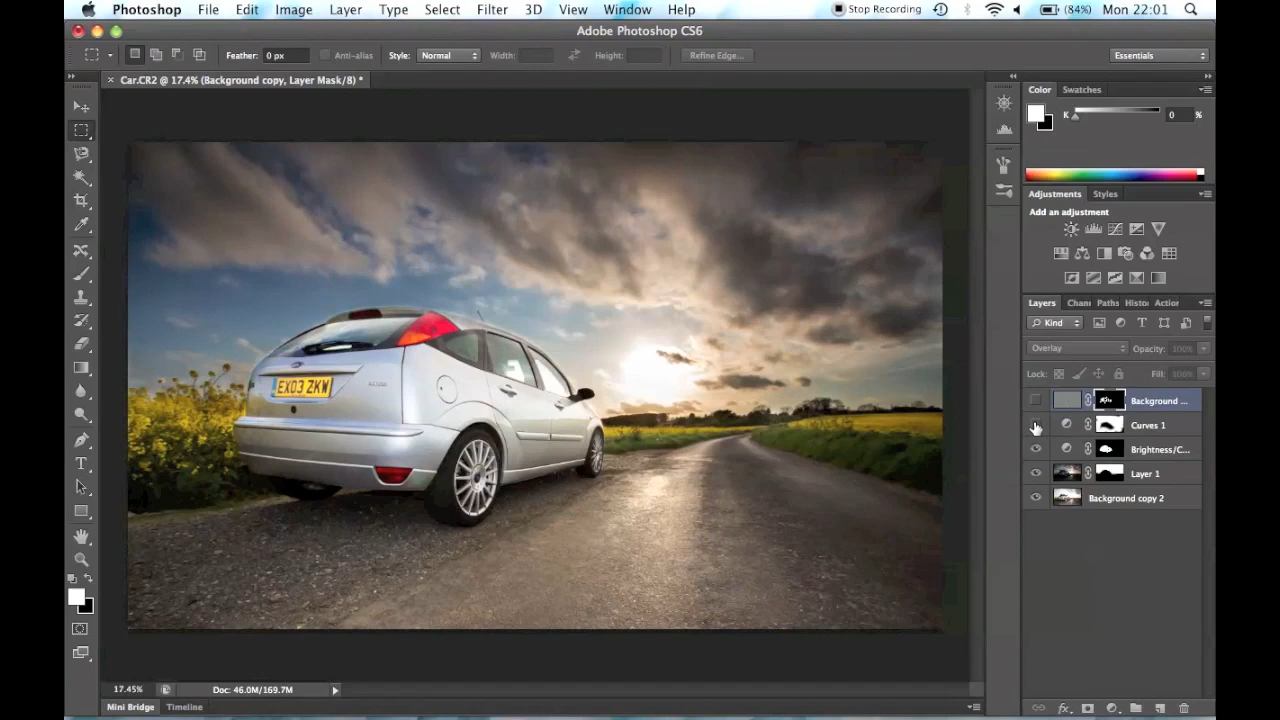 Photoshop File Edit Image Layer Type Select Filter 3D View Window Help Stop Recording (84%) Mon 22:01
Adobe Photoshop CS6
Feather: 0 px Anti-alias Style: Normal Width: Height: Refine Edge... Essentials
× Car.CR2 @ 17.4% (Background copy, Layer Mask/8) *
Color Swatches
K 0 %
Adjustments Styles
Add an adjustment
Layers Chann Paths Histo Action
Kind
Overlay Opacity: 100%
Lock: Fill: 100%
Background ...
Curves 1
Brightness/C...
Layer 1
Background copy 2
EX03 ZKW
17.45% Doc: 46.0M/169.7M
Mini Bridge Timeline